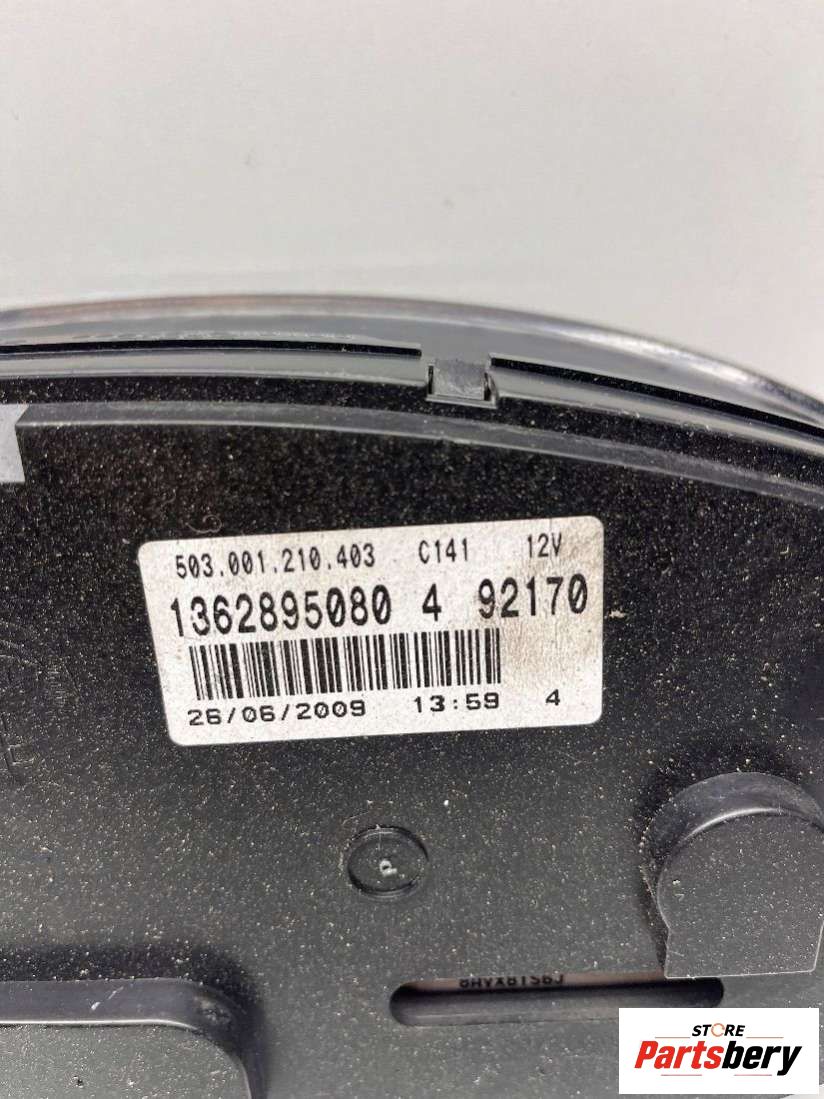 503.001.210.403 C141 12V
1362895080 4 92170
26/06/2009 13:59 4
P
STORE
Partsbery